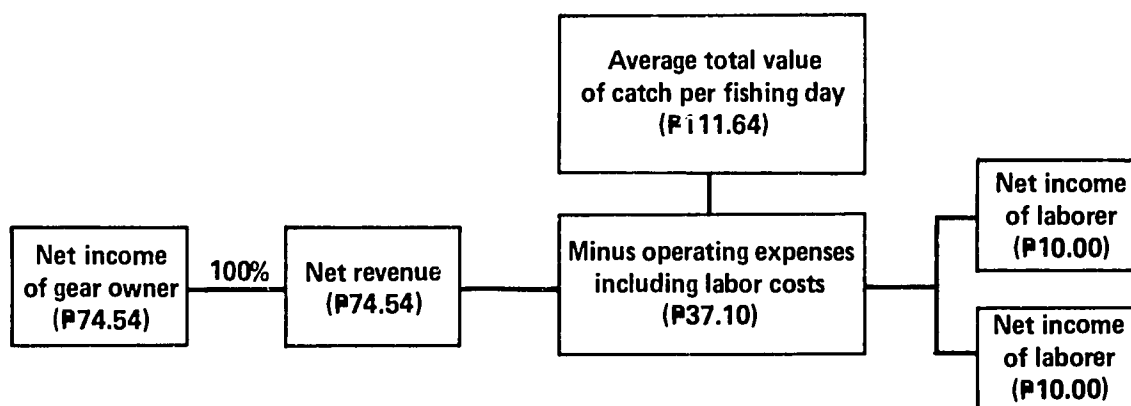 Average total value
of catch per fishing day
(₱111.64)
Net income
of laborer
(₱10.00)
Net income
of gear owner
(₱74.54)
100%
Net revenue
(₱74.54)
Minus operating expenses
including labor costs
(₱37.10)
Net income
of laborer
(₱10.00)